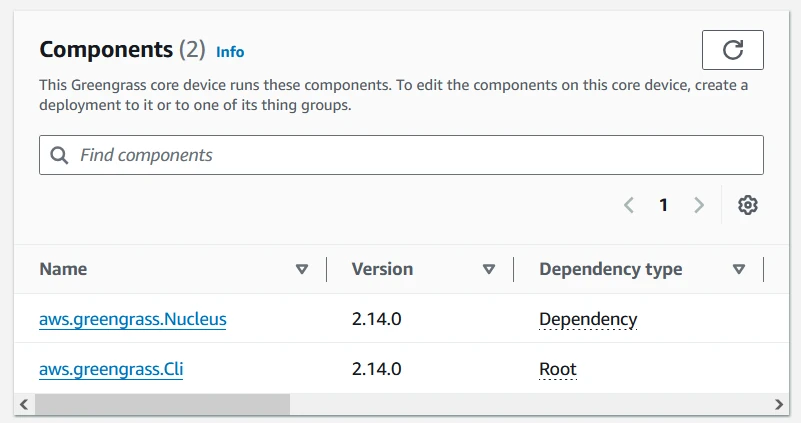 Components (2) Info
This Greengrass core device runs these components. To edit the components on this core device, create a
deployment to it or to one of its thing groups.
Find components
1
Name Version Dependency type
aws.greengrass.Nucleus 2.14.0 Dependency
aws.greengrass.Cli 2.14.0 Root